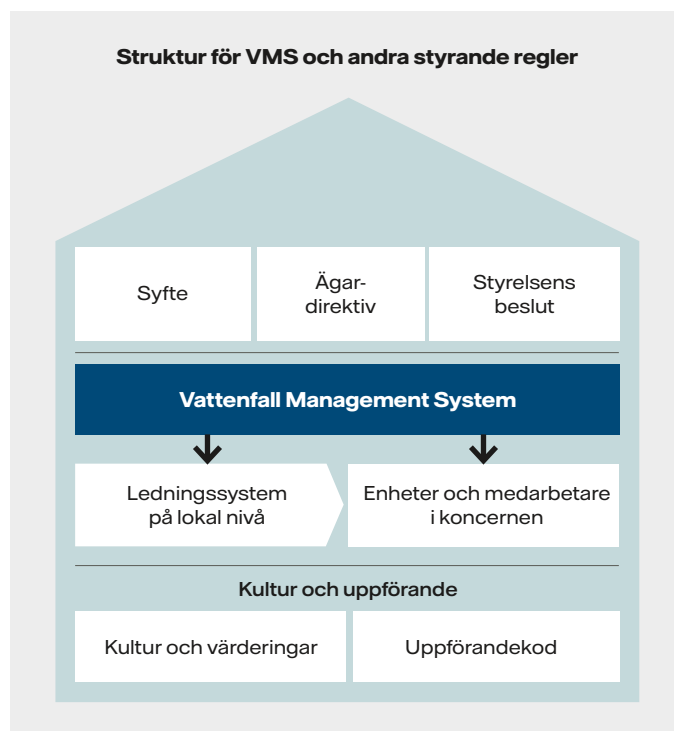 Struktur för VMS och andra styrande regler
Syfte
Ägar-
direktiv
Styrelsens
beslut
Vattenfall Management System
Ledningssystem
på lokal nivå
Enheter och medarbetare
i koncernen
Kultur och uppförande
Kultur och värderingar
Uppförandekod